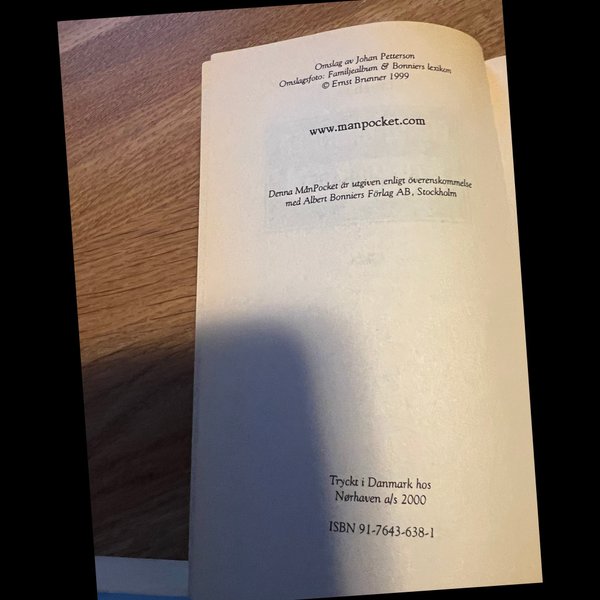 Omslag av Johan Petterson
Omslagsfoto: Familjealbum & Bonniers lexikon
© Ernst Brunner 1999
www.manpocket.com
Denna MånPocket är utgiven enligt överenskommelse
med Albert Bonniers Förlag AB, Stockholm
Tryckt i Danmark hos
Nørhaven a/s 2000
ISBN 91-7643-638-1